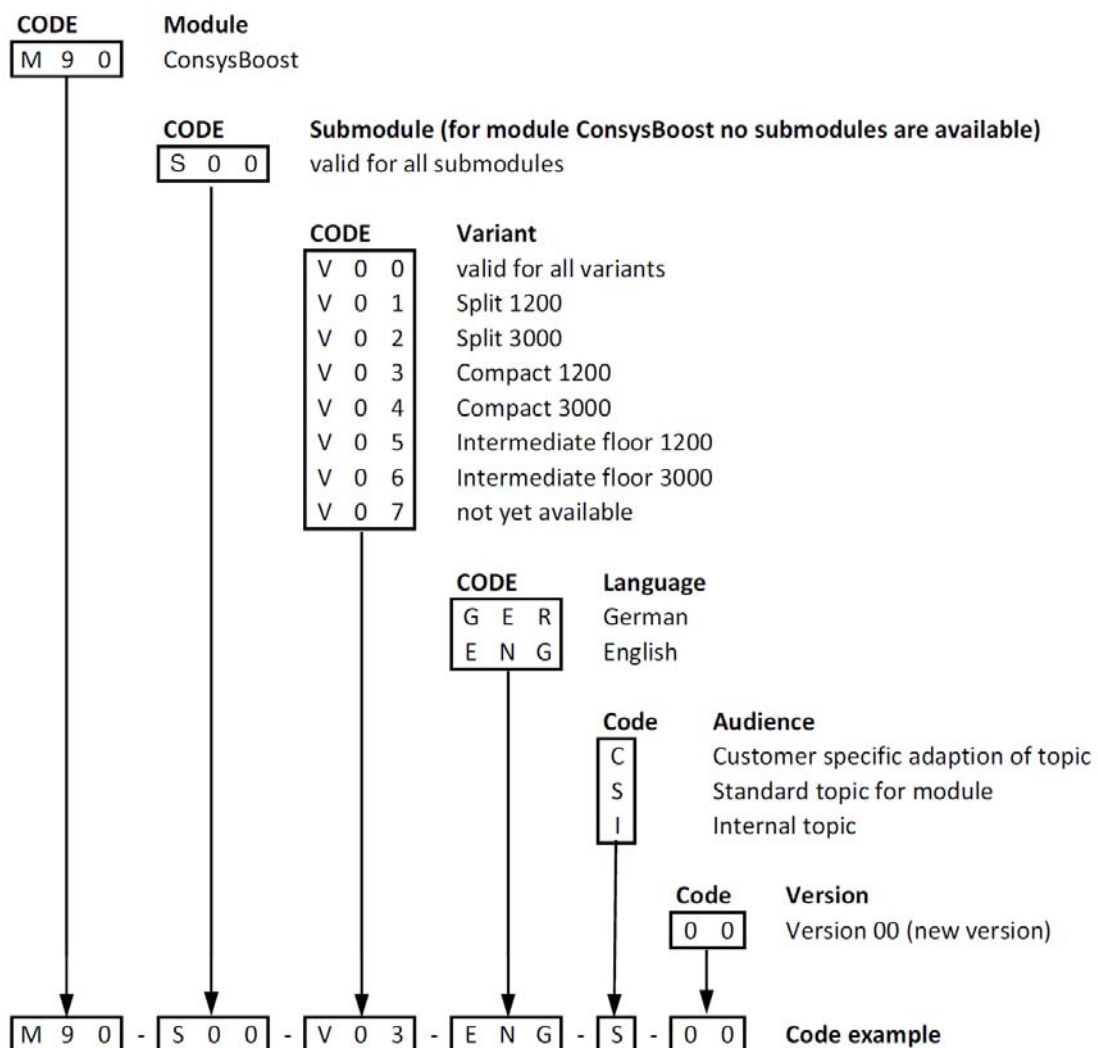 CODE Module
M 9 0 ConsysBoost
CODE Submodule (for module ConsysBoost no submodules are available)
S 0 0 valid for all submodules
CODE Variant
V 0 0 valid for all variants
V 0 1 Split 1200
V 0 2 Split 3000
V 0 3 Compact 1200
V 0 4 Compact 3000
V 0 5 Intermediate floor 1200
V 0 6 Intermediate floor 3000
V 0 7 not yet available
CODE Language
G E R German
E N G English
Code Audience
C Customer specific adaption of topic
S Standard topic for module
I Internal topic
Code Version
0 0 Version 00 (new version)
M 9 0 - S 0 0 - V 0 3 - E N G - S - 0 0 Code example